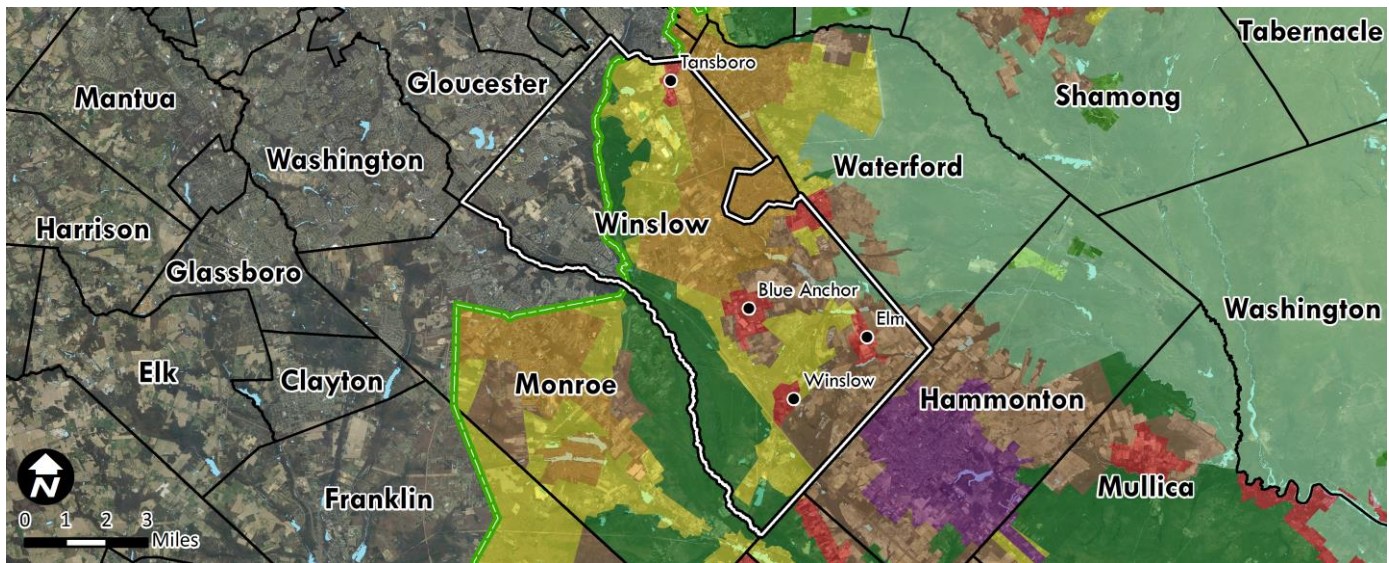 Tabernacle
Tansboro
Gloucester
Mantua
Shamong
Washington
Waterford
Winslow
Harrison
Glassboro
Blue Anchor
Washington
Elm
Elk
Clayton
Monroe
Winslow
Hammonton
Mullica
Franklin
N
0 1 2 3
Miles